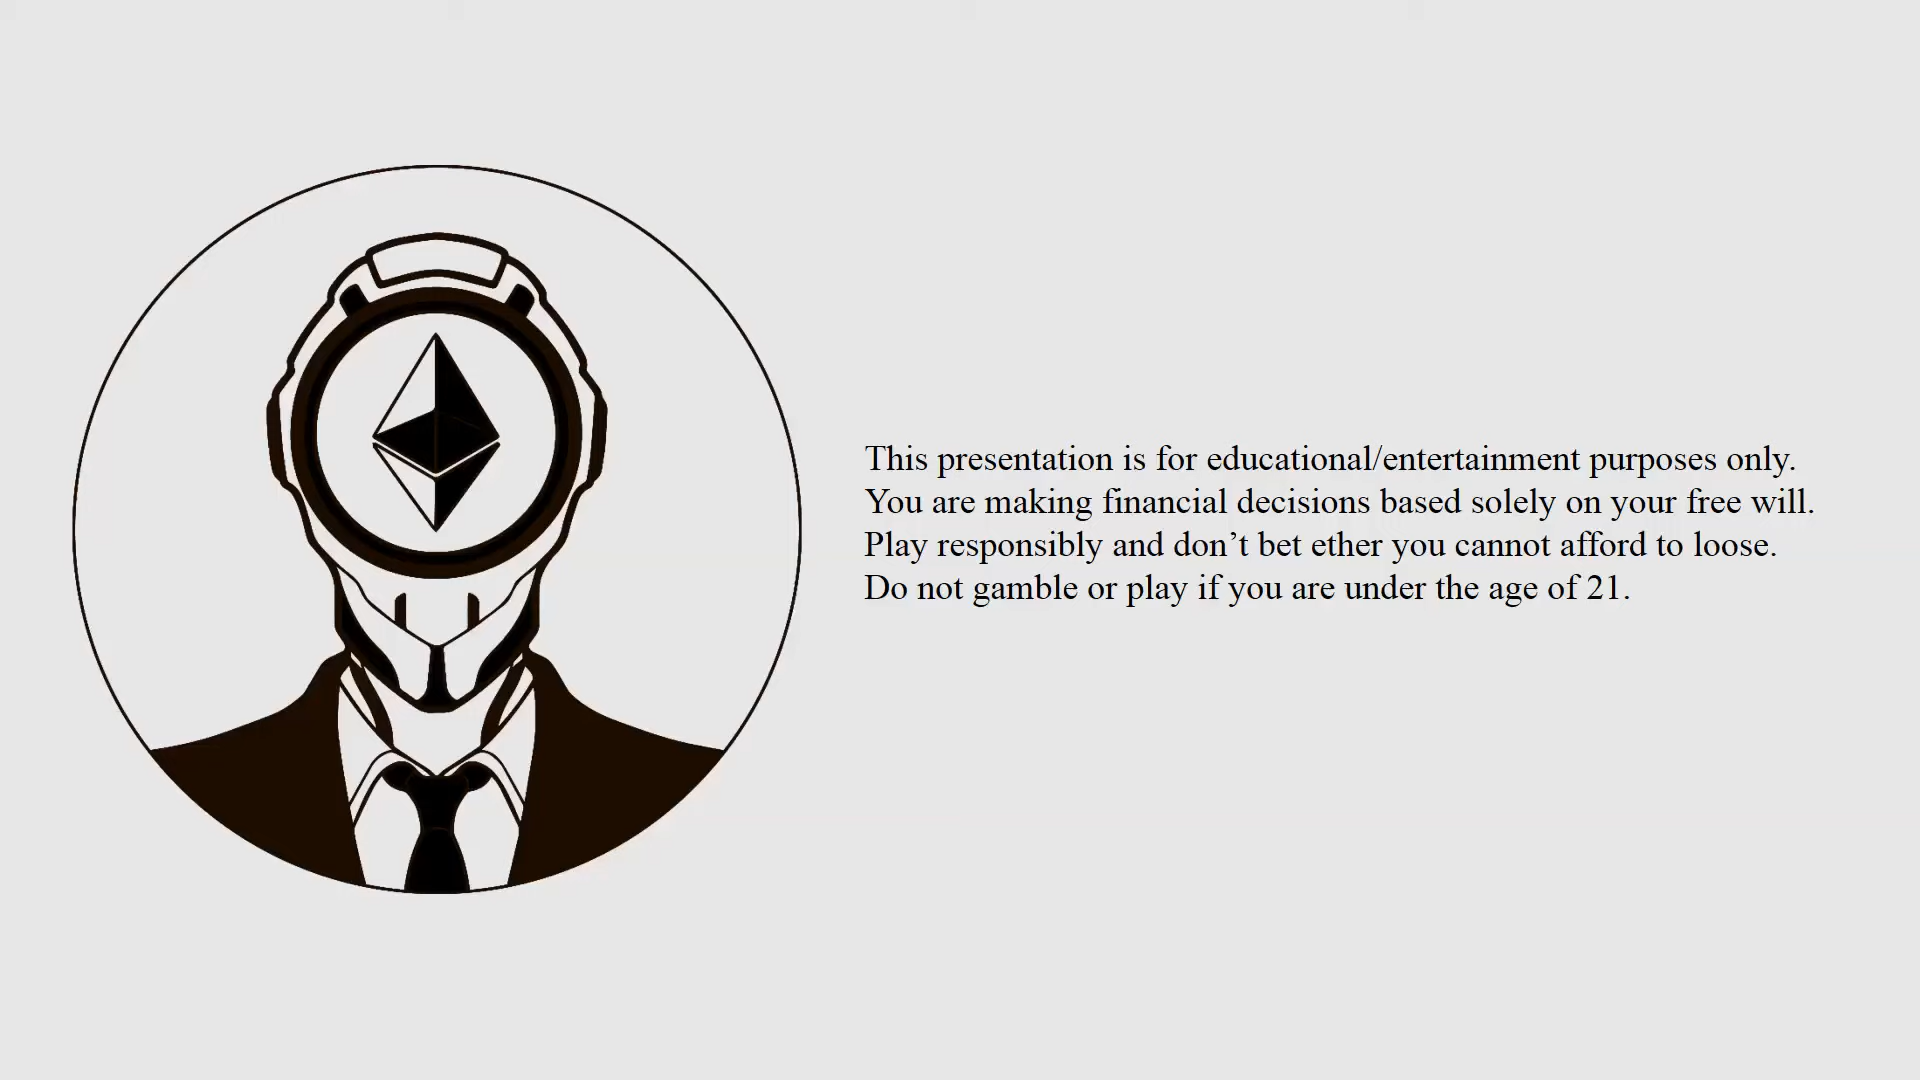 This presentation is for educational/entertainment purposes only.
You are making financial decisions based solely on your free will.
Play responsibly and don’t bet ether you cannot afford to loose.
Do not gamble or play if you are under the age of 21.